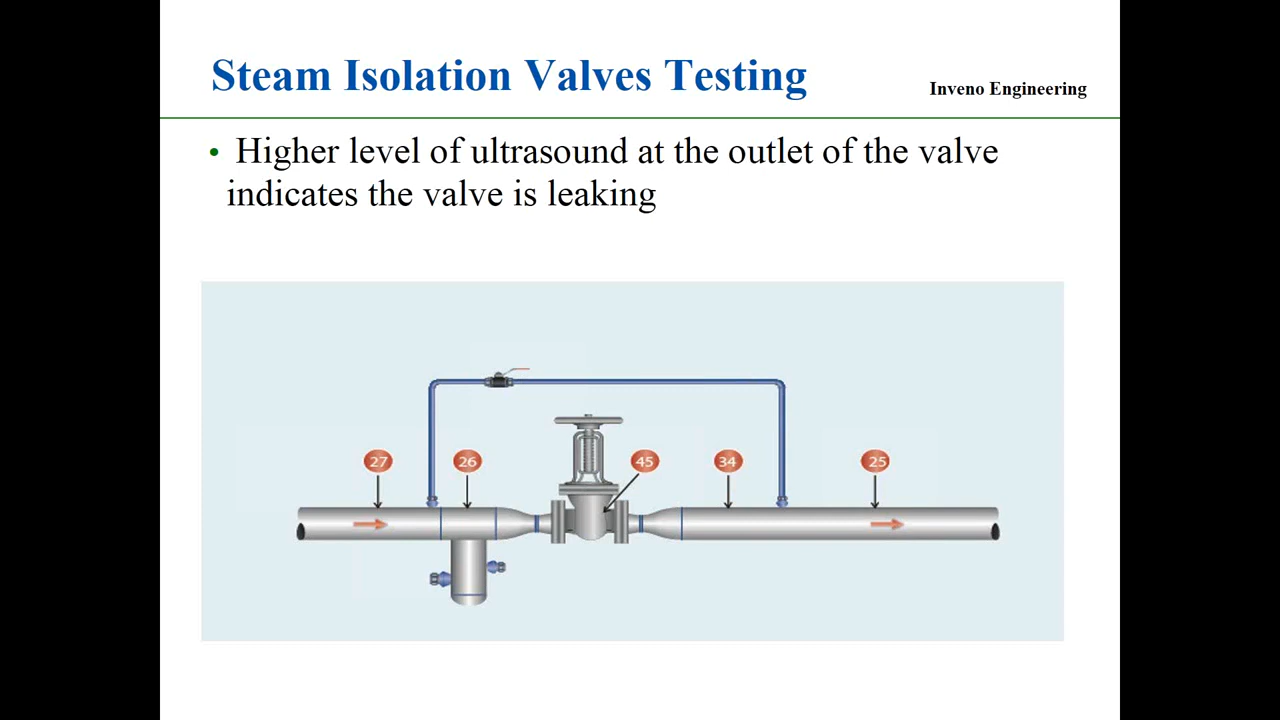 Steam Isolation Valves Testing
Inveno Engineering
• Higher level of ultrasound at the outlet of the valve
indicates the valve is leaking
27 26 45 34 25